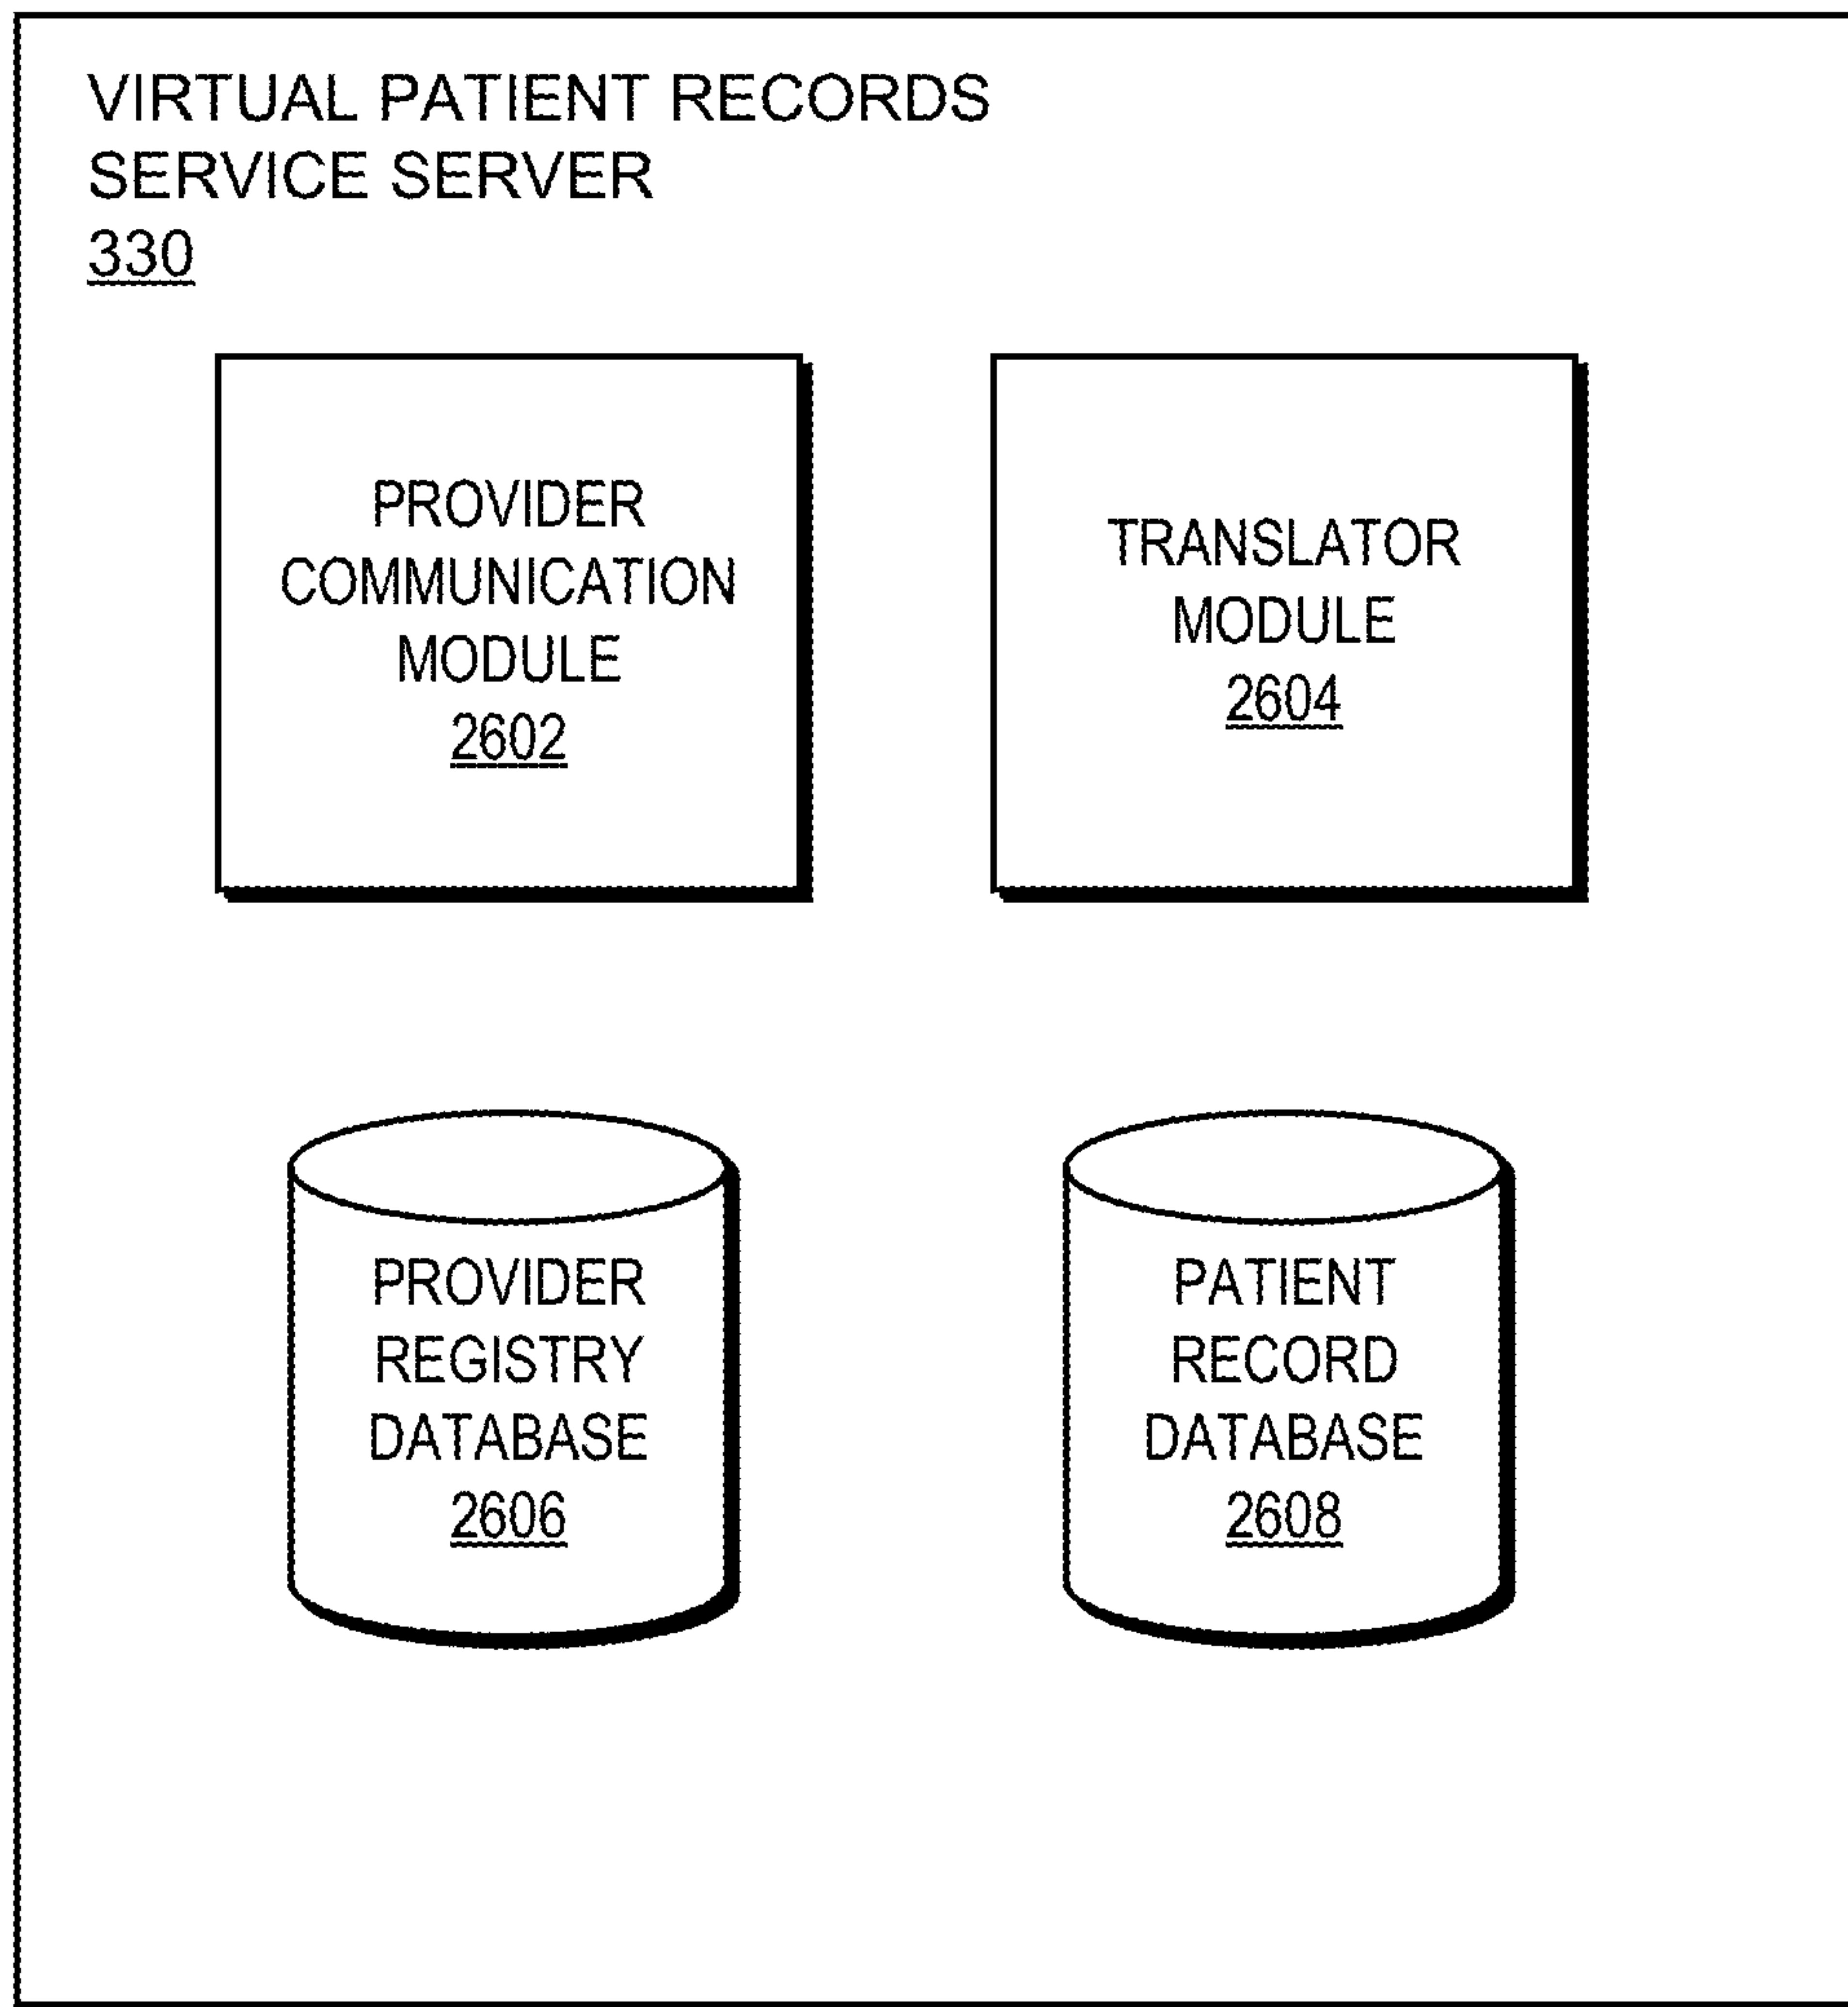 VIRTUAL PATIENT RECORDS
SERVICE SERVER
330
PROVIDER
COMMUNICATION
MODULE
2602
TRANSLATOR
MODULE
2604
PROVIDER
REGISTRY
DATABASE
2606
PATIENT
RECORD
DATABASE
2608